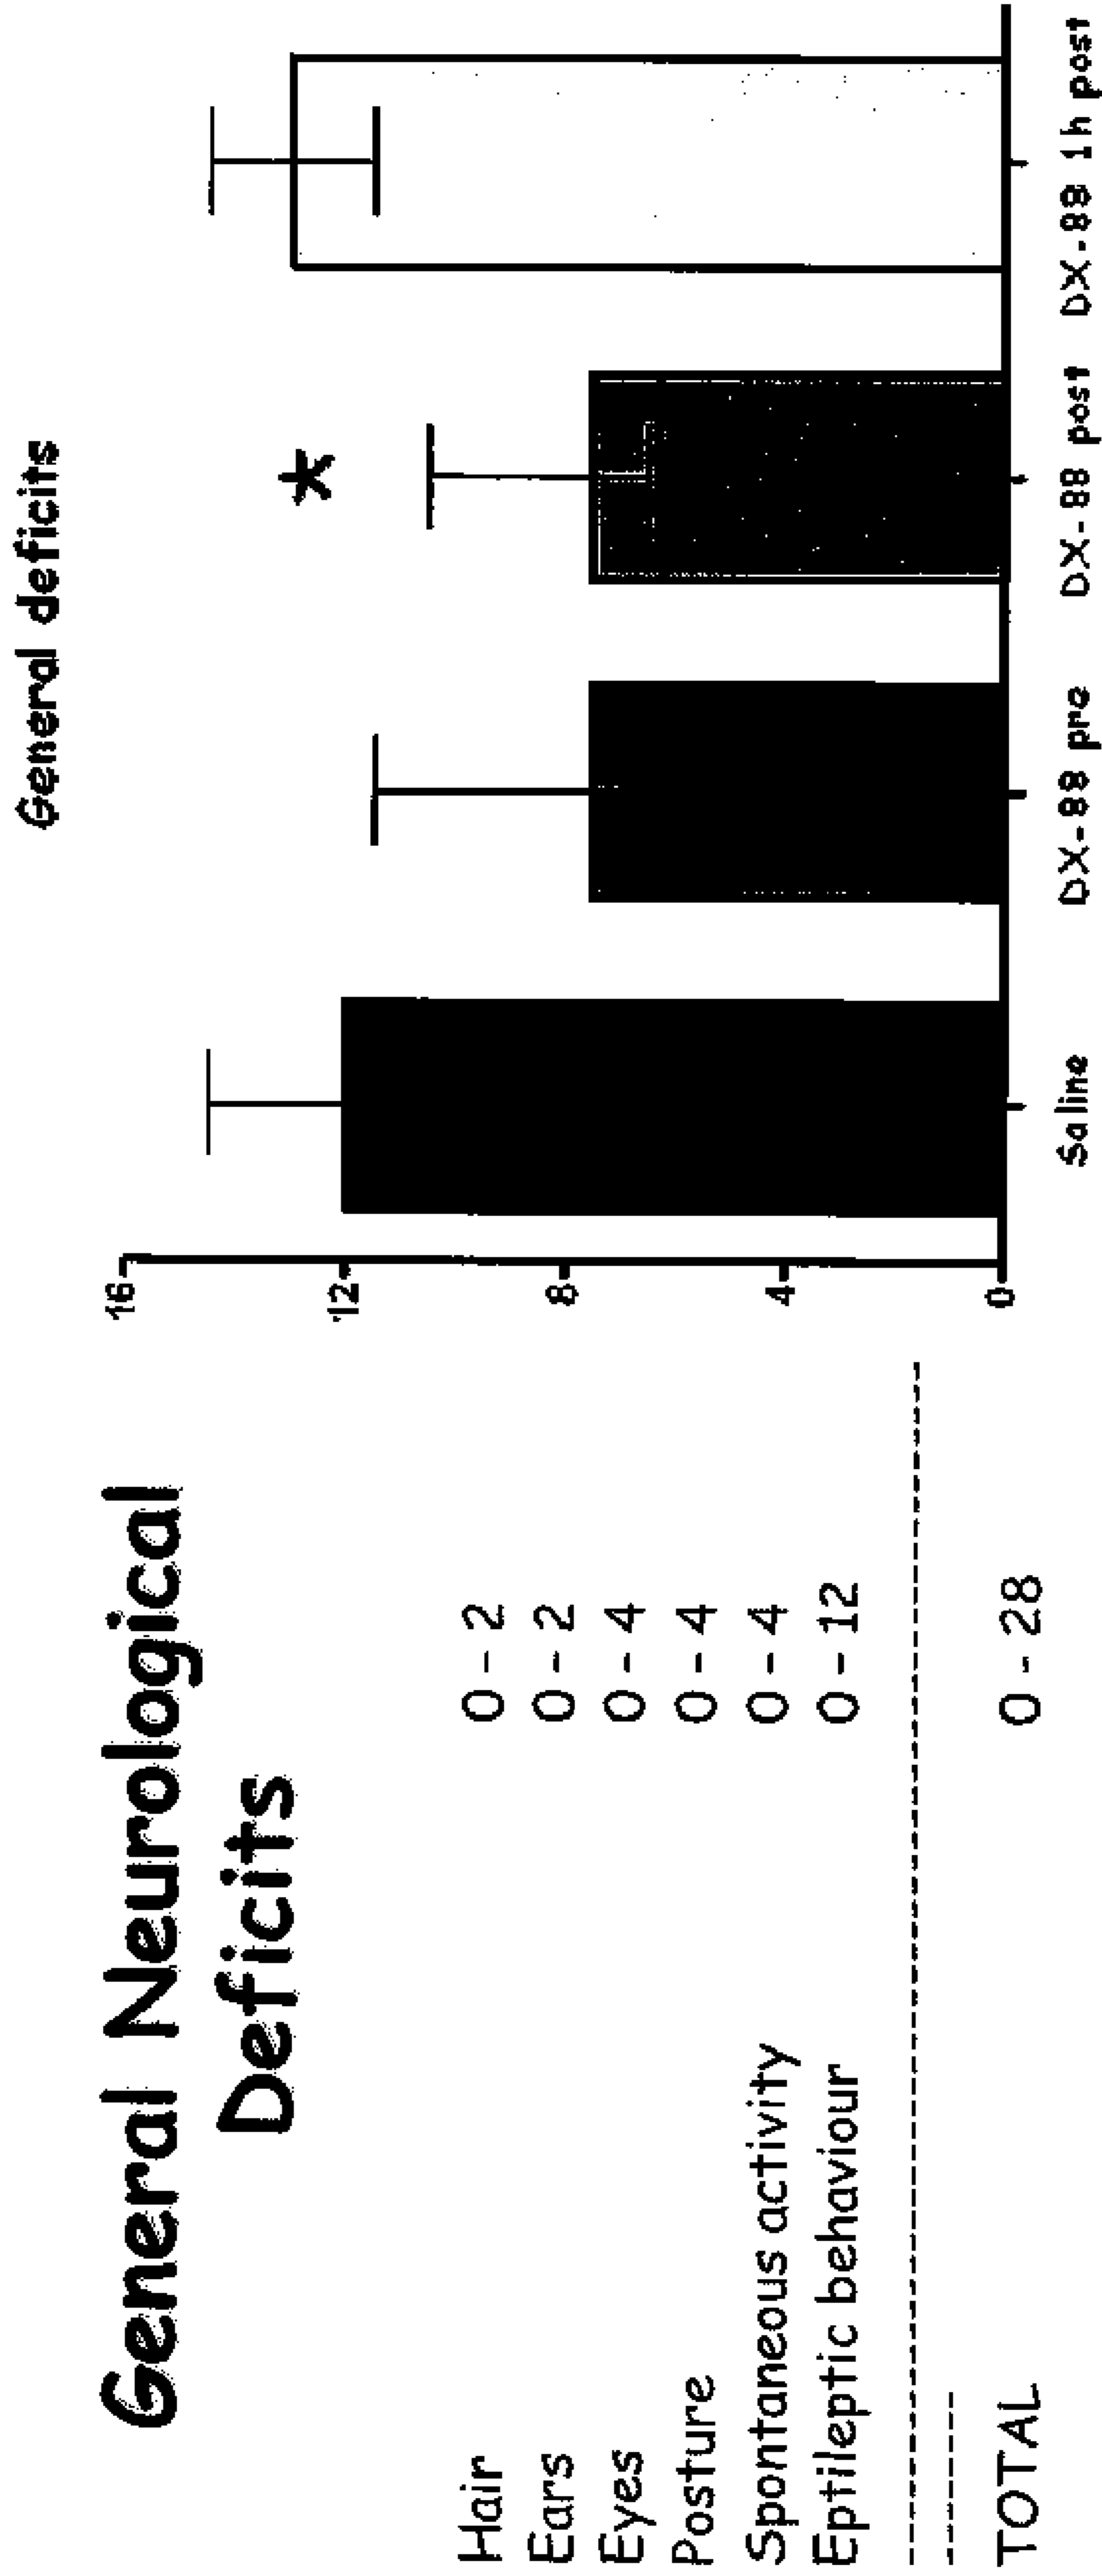 General Neurological
Deficits
Hair 0 - 2
Ears 0 - 2
Eyes 0 - 4
Posture 0 - 4
Spontaneous activity 0 - 4
Eptileptic behaviour 0 - 12
TOTAL 0 - 28
General deficits
*
16
12
8
4
0
Saline DX-88 pre DX-88 post DX-88 1h post